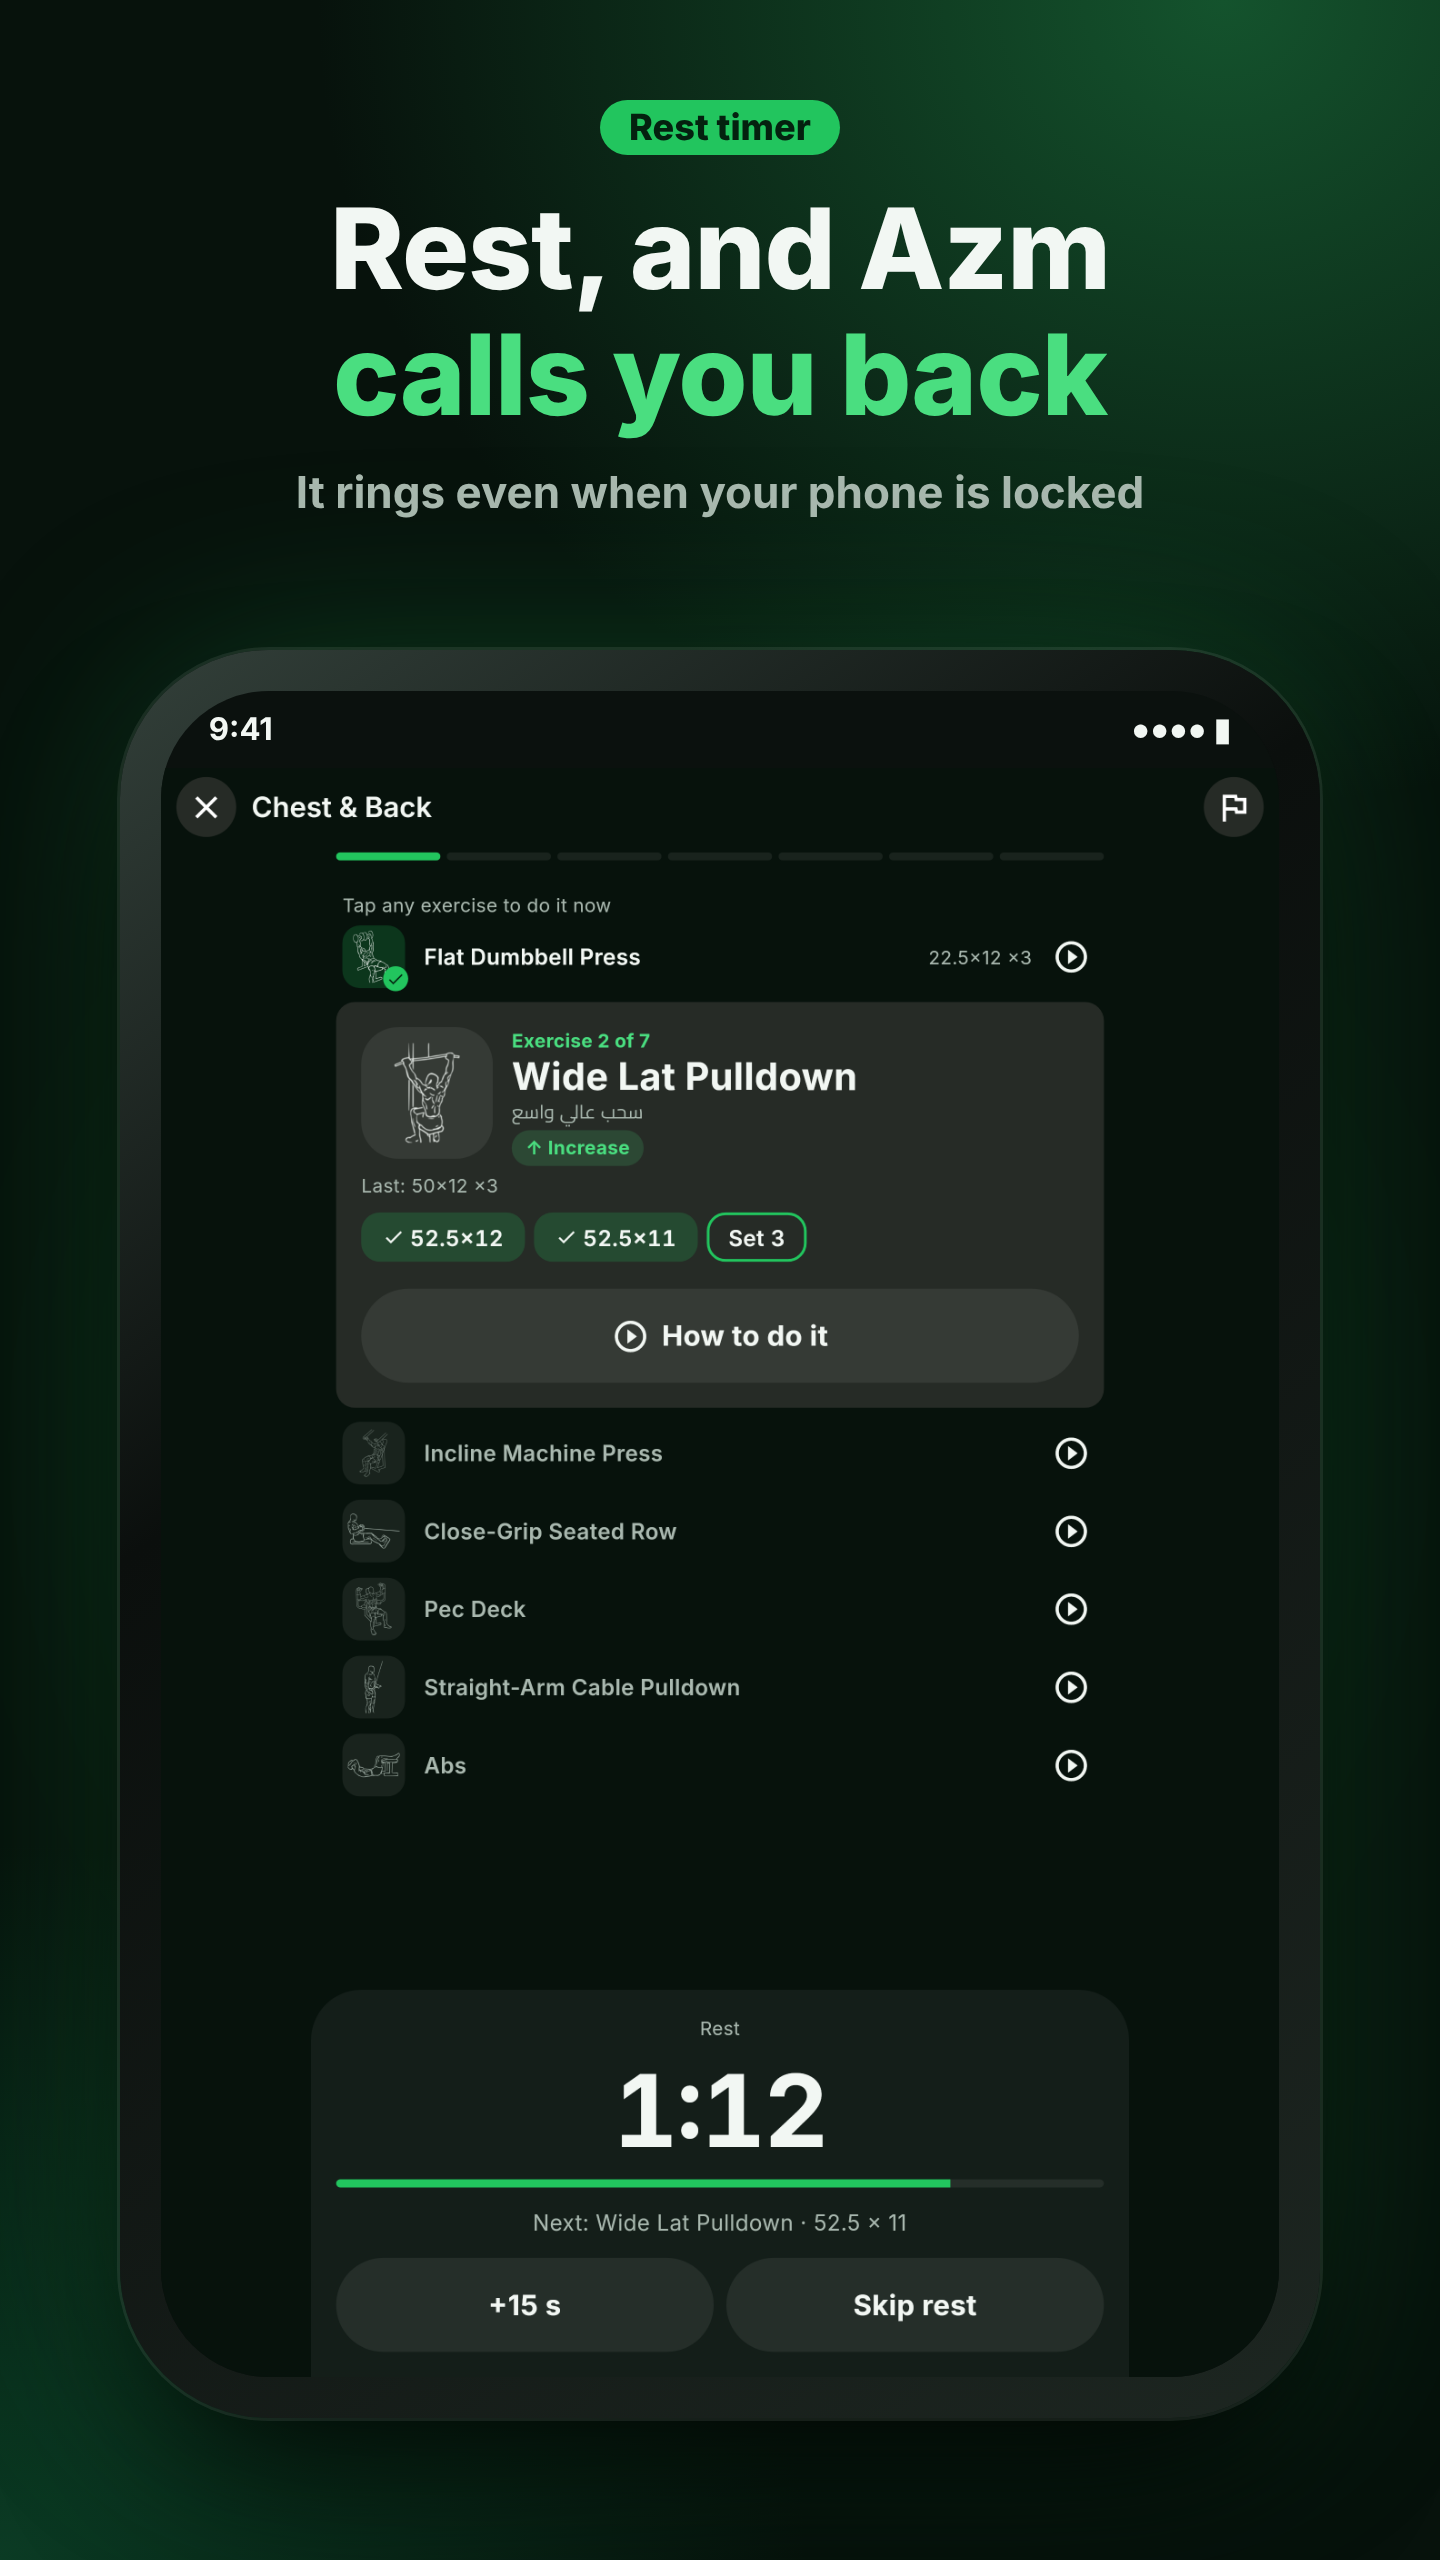 Rest timer
Rest, and Azm
calls you back
It rings even when your phone is locked
9:41
Chest & Back
Tap any exercise to do it now
Flat Dumbbell Press 22.5×12 ×3
Exercise 2 of 7
Wide Lat Pulldown
سحب عالي واسع
↑ Increase
Last: 50×12 ×3
✓ 52.5×12 ✓ 52.5×11 Set 3
How to do it
Incline Machine Press
Close-Grip Seated Row
Pec Deck
Straight-Arm Cable Pulldown
Abs
Rest
1:12
Next: Wide Lat Pulldown · 52.5 × 11
+15 s Skip rest